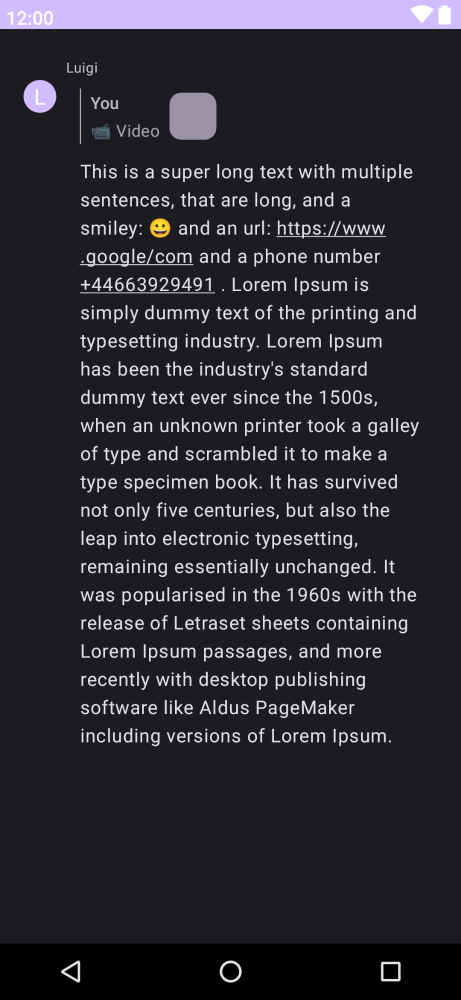 12:00
Luigi
L
You
📹 Video
This is a super long text with multiple
sentences, that are long, and a
smiley: 😀 and an url: https://www
.google/com and a phone number
+44663929491 . Lorem Ipsum is
simply dummy text of the printing and
typesetting industry. Lorem Ipsum
has been the industry's standard
dummy text ever since the 1500s,
when an unknown printer took a galley
of type and scrambled it to make a
type specimen book. It has survived
not only five centuries, but also the
leap into electronic typesetting,
remaining essentially unchanged. It
was popularised in the 1960s with the
release of Letraset sheets containing
Lorem Ipsum passages, and more
recently with desktop publishing
software like Aldus PageMaker
including versions of Lorem Ipsum.